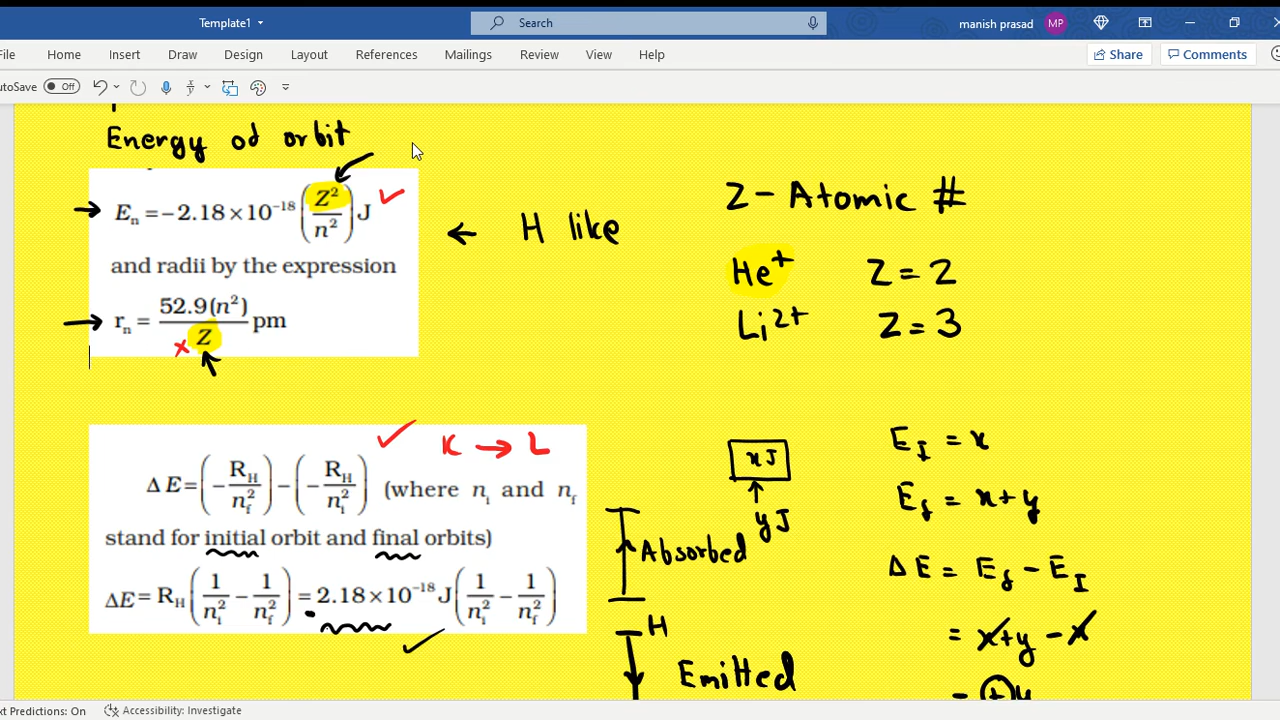 Template1
Search
manish prasad MP
File Home Insert Draw Design Layout References Mailings Review View Help
Share Comments
AutoSave Off
Energy od orbit
Eₙ = −2.18×10⁻¹⁸ (Z²/n²) J ✓
← H like
and radii by the expression
→ rₙ = 52.9(n²)/Z pm
×
Z - Atomic #
He⁺ Z = 2
Li²⁺ Z = 3
✓ K → L
ΔE = (−R_H/n_f²) − (−R_H/n_i²) (where n_i and n_f
stand for initial orbit and final orbits)
ΔE = R_H (1/n_i² − 1/n_f²) = 2.18×10⁻¹⁸ J (1/n_i² − 1/n_f²)
✓
x J
y J
Absorbed
H
Emitted
E_I = x
E_f = x+y
ΔE = E_f − E_I
= x+y − x
= +y
Text Predictions: On Accessibility: Investigate